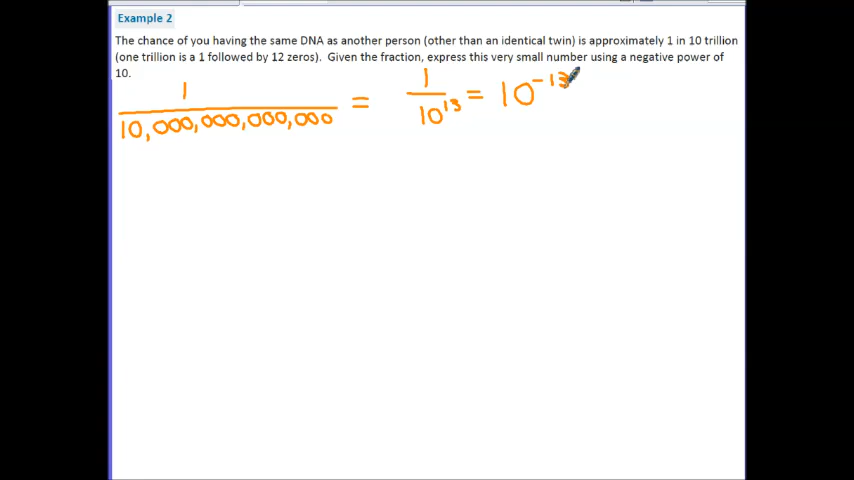 Example 2
The chance of you having the same DNA as another person (other than an identical twin) is approximately 1 in 10 trillion
(one trillion is a 1 followed by 12 zeros). Given the fraction, express this very small number using a negative power of
10.
1/10,000,000,000,000 = 1/10^13 = 10^-13